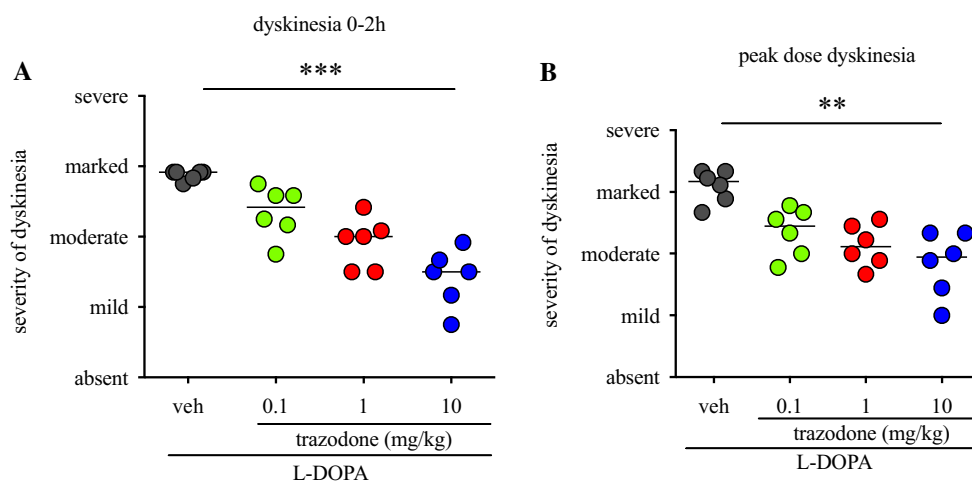 dyskinesia 0-2h
A
***
severe
marked
moderate
mild
absent
severity of dyskinesia
veh
0.1
1
10
trazodone (mg/kg)
L-DOPA
peak dose dyskinesia
B
**
severe
marked
moderate
mild
absent
severity of dyskinesia
veh
0.1
1
10
trazodone (mg/kg)
L-DOPA